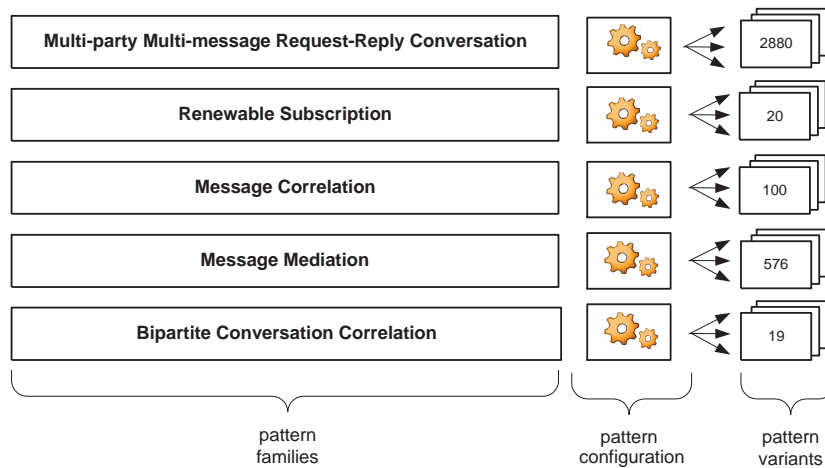 Multi-party Multi-message Request-Reply Conversation
2880
Renewable Subscription
20
Message Correlation
100
Message Mediation
576
Bipartite Conversation Correlation
19
pattern
families
pattern
configuration
pattern
variants